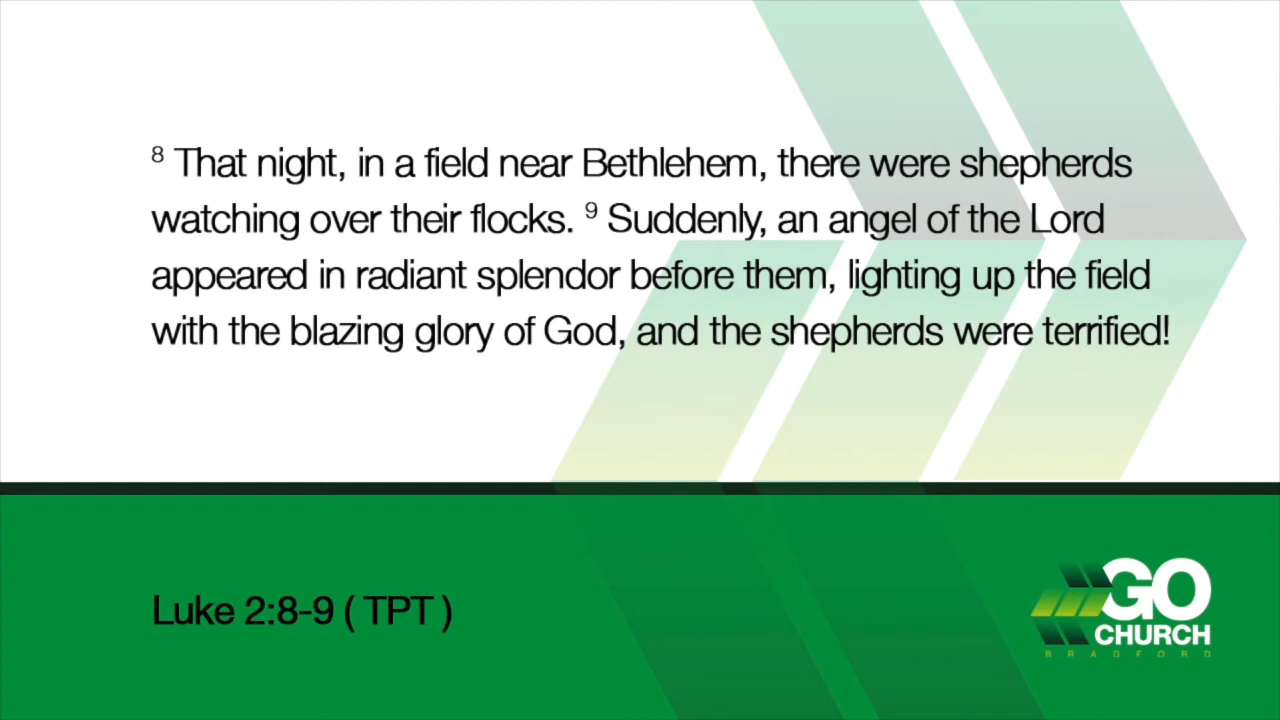 ⁸ That night, in a field near Bethlehem, there were shepherds
watching over their flocks. ⁹ Suddenly, an angel of the Lord
appeared in radiant splendor before them, lighting up the field
with the blazing glory of God, and the shepherds were terrified!
Luke 2:8-9 ( TPT )
GO
CHURCH
BRADFORD